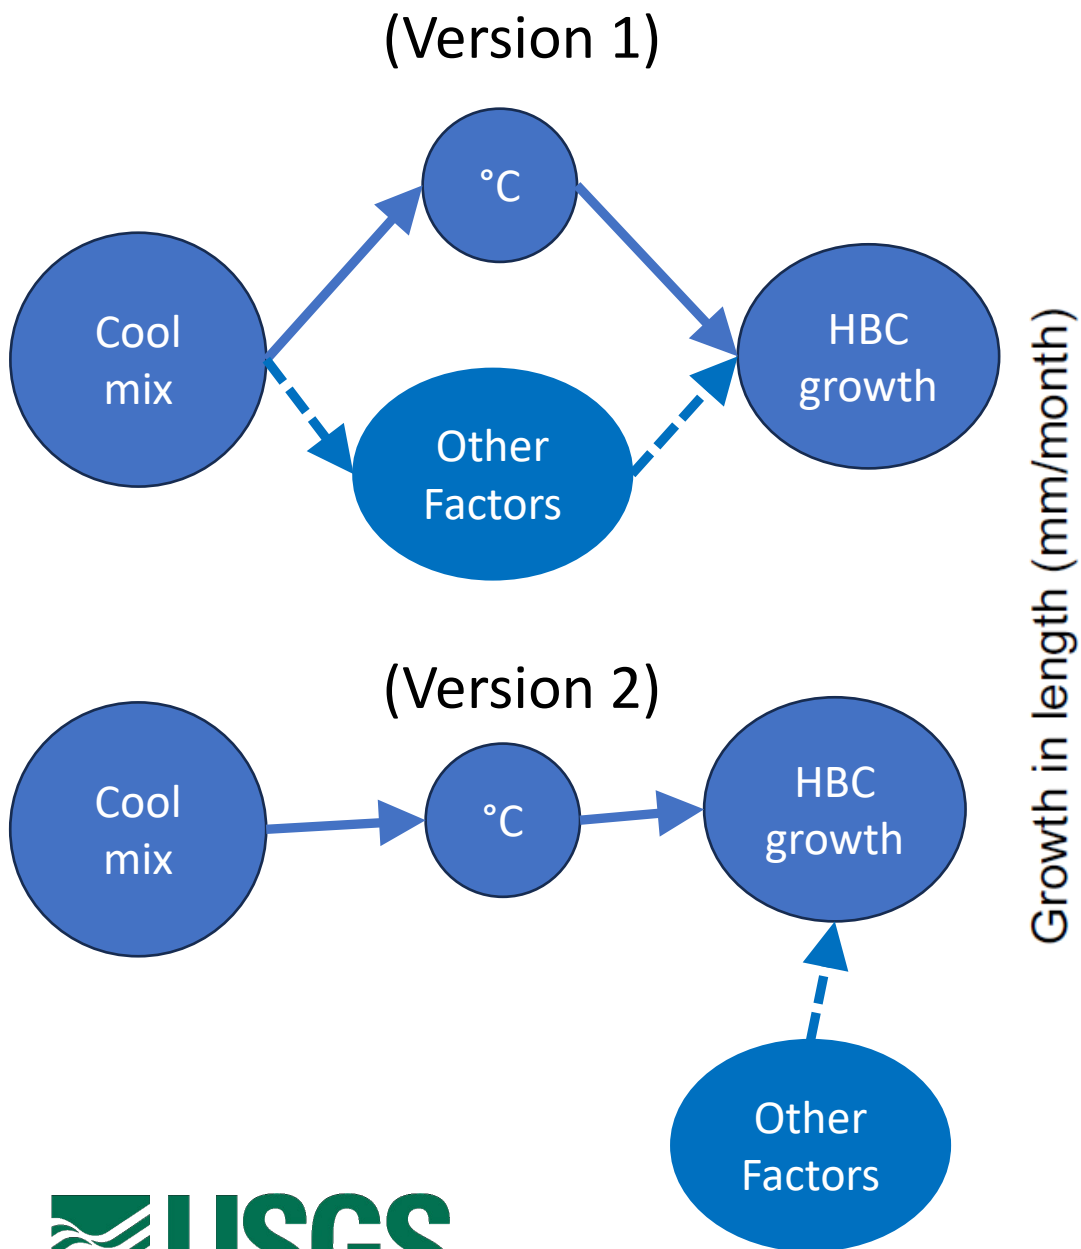 (Version 1)
°C
Cool
mix
HBC
growth
Other
Factors
Growth in length (mm/month)
(Version 2)
Cool
mix
°C
HBC
growth
Other
Factors
USGS